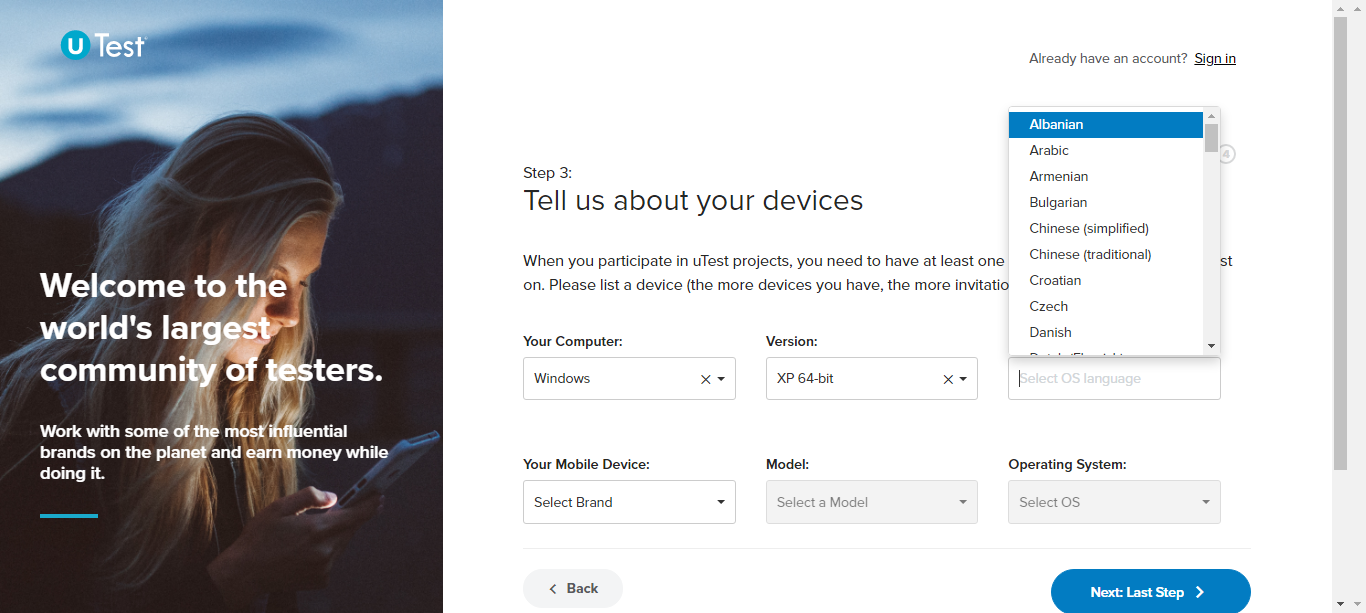 uTest
Already have an account? Sign in
Welcome to the
world's largest
community of testers.
Work with some of the most influential
brands on the planet and earn money while
doing it.
4
Step 3:
Tell us about your devices
When you participate in uTest projects, you need to have at least one
st
on. Please list a device (the more devices you have, the more invitatio
Albanian
Arabic
Armenian
Bulgarian
Chinese (simplified)
Chinese (traditional)
Croatian
Czech
Danish
Your Computer:
Version:
Windows
XP 64-bit
Select OS language
Your Mobile Device:
Model:
Operating System:
Select Brand
Select a Model
Select OS
Back
Next: Last Step